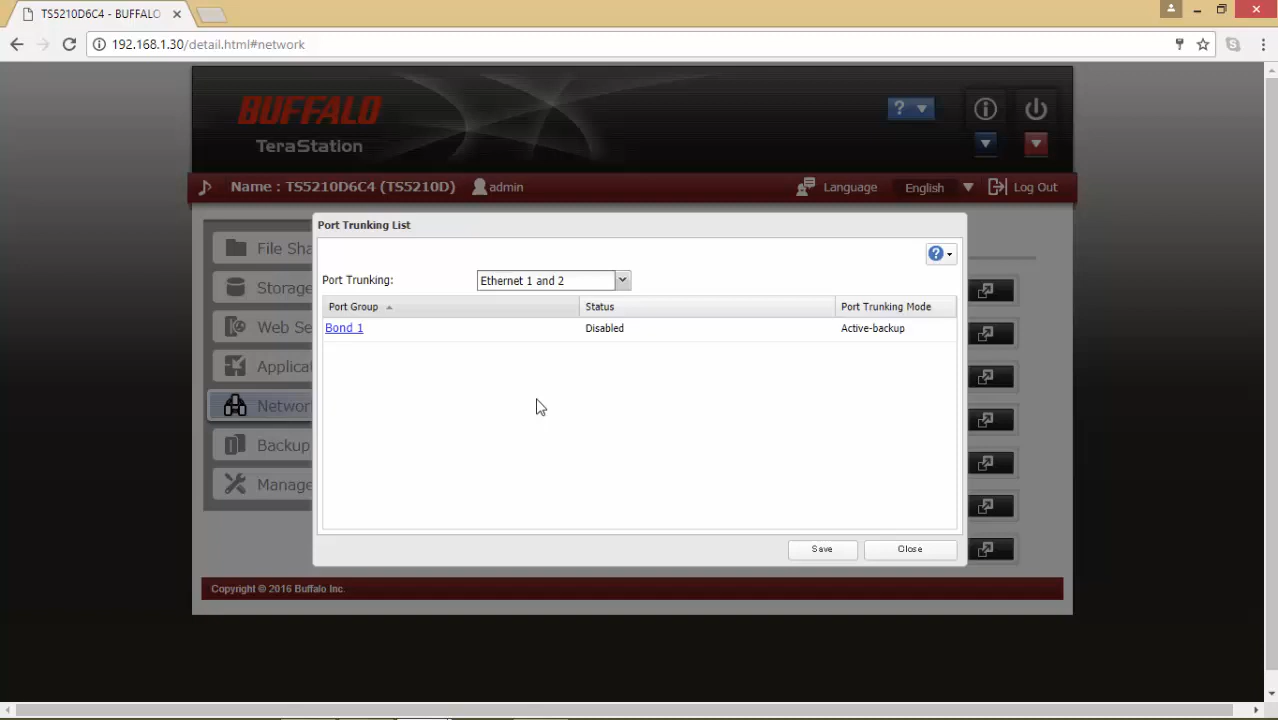 TS5210D6C4 - BUFFALO
192.168.1.30/detail.html#network
BUFFALO
TeraStation
?
Name : TS5210D6C4 (TS5210D)
admin
Language
English
Log Out
Port Trunking List
File Sha
Storage
Web Se
Applica
Networ
Backup
Manage
?
Port Trunking:
Ethernet 1 and 2
Port Group
Status
Port Trunking Mode
Bond 1
Disabled
Active-backup
Save
Close
Copyright © 2016 Buffalo Inc.